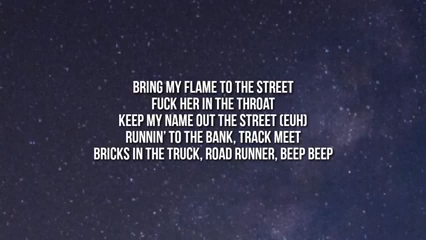 BRING MY FLAME TO THE STREET
FUCK HER IN THE THROAT
KEEP MY NAME OUT THE STREET (EUH)
RUNNIN' TO THE BANK, TRACK MEET
BRICKS IN THE TRUCK, ROAD RUNNER, BEEP BEEP